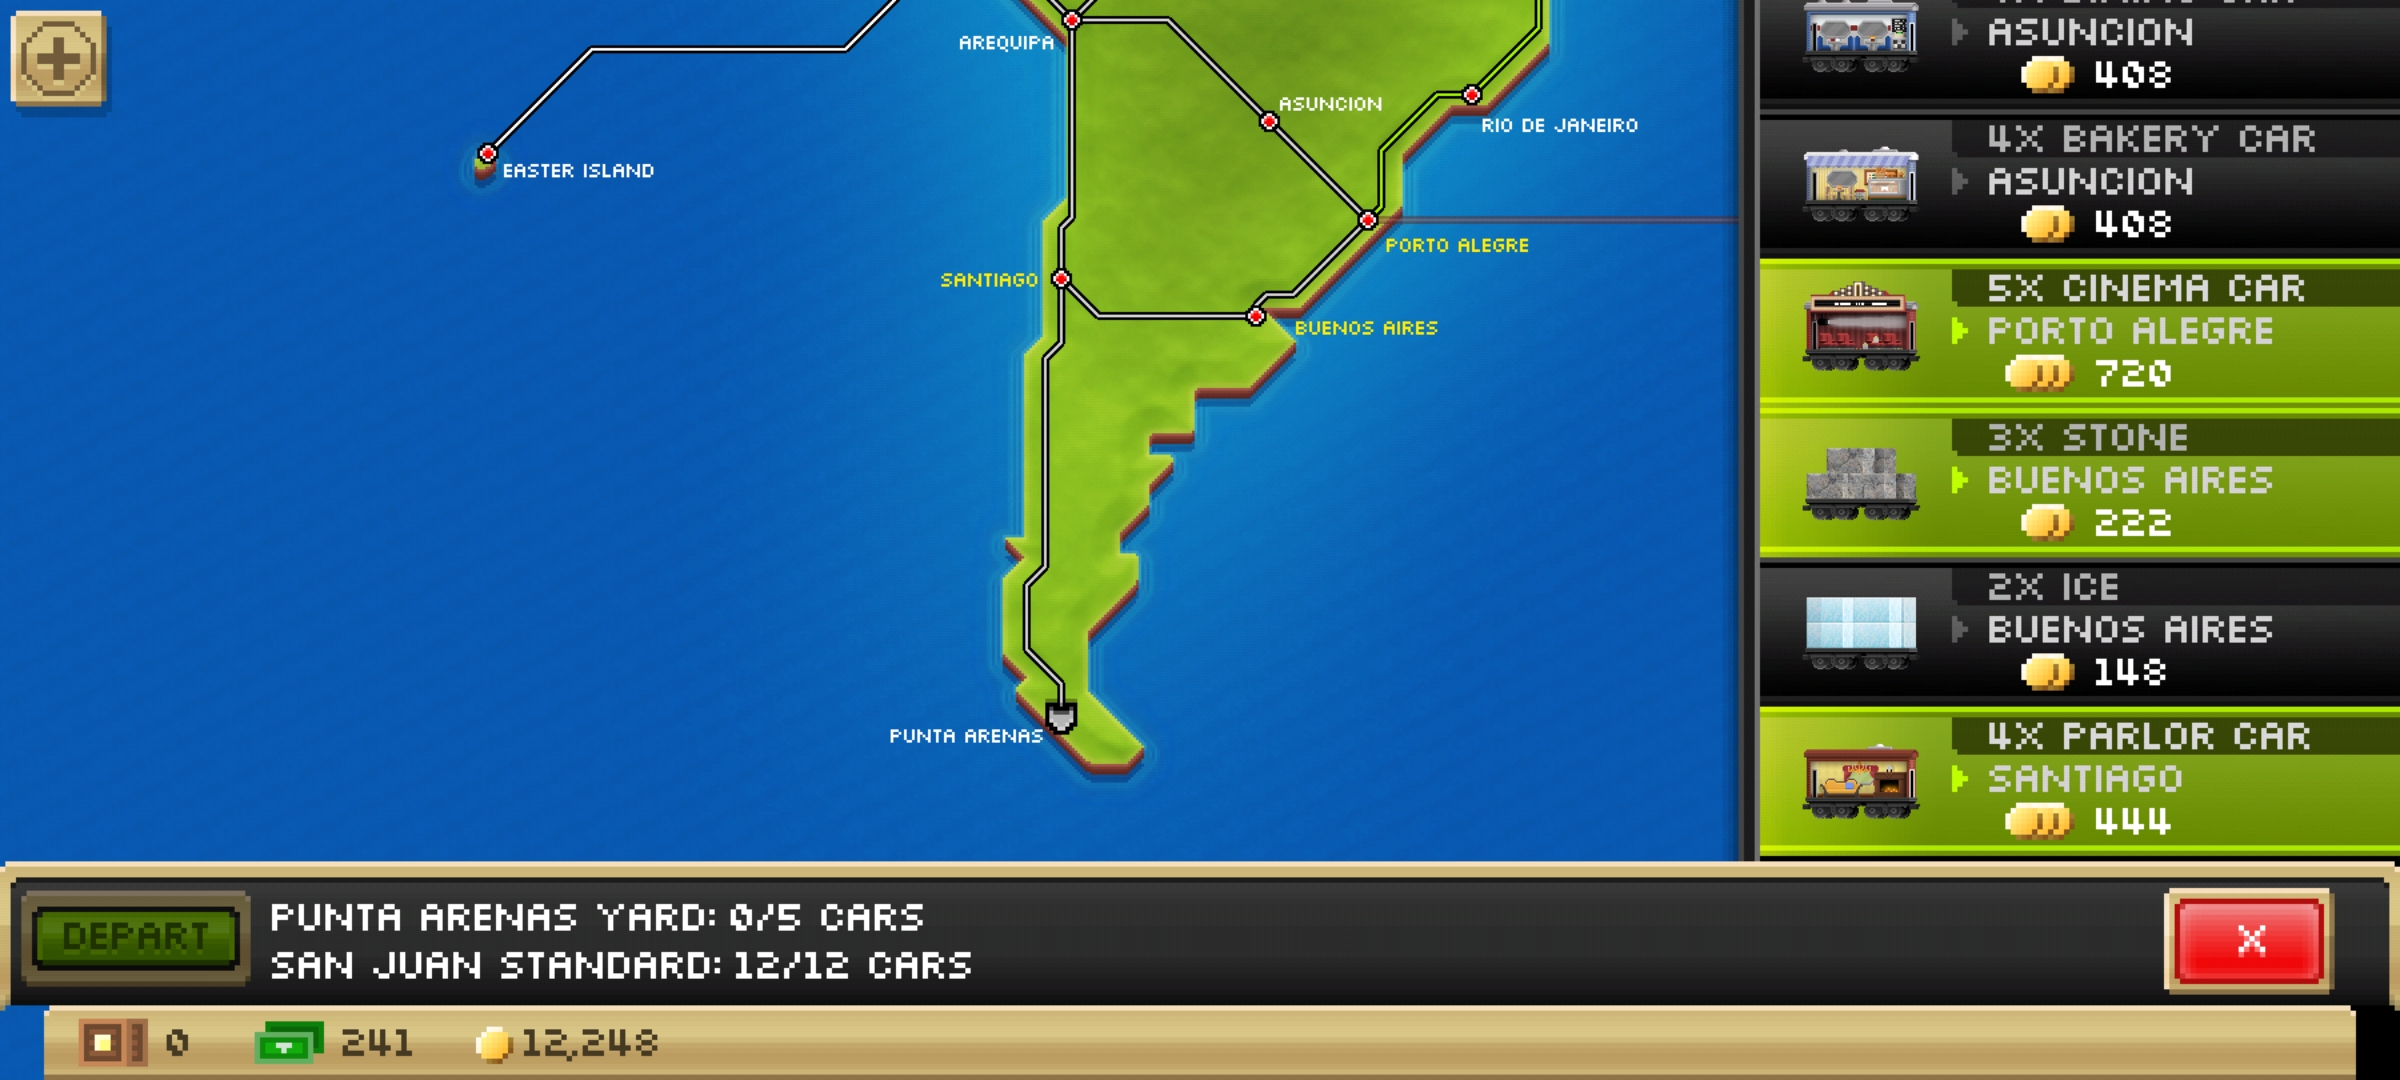 AREQUIPA
ASUNCION
RIO DE JANEIRO
EASTER ISLAND
PORTO ALEGRE
SANTIAGO
BUENOS AIRES
PUNTA ARENAS
ASUNCION
408
4X BAKERY CAR
ASUNCION
408
5X CINEMA CAR
PORTO ALEGRE
720
3X STONE
BUENOS AIRES
222
2X ICE
BUENOS AIRES
148
4X PARLOR CAR
SANTIAGO
444
DEPART
PUNTA ARENAS YARD: 0/5 CARS
SAN JUAN STANDARD: 12/12 CARS
X
0
241
12,248